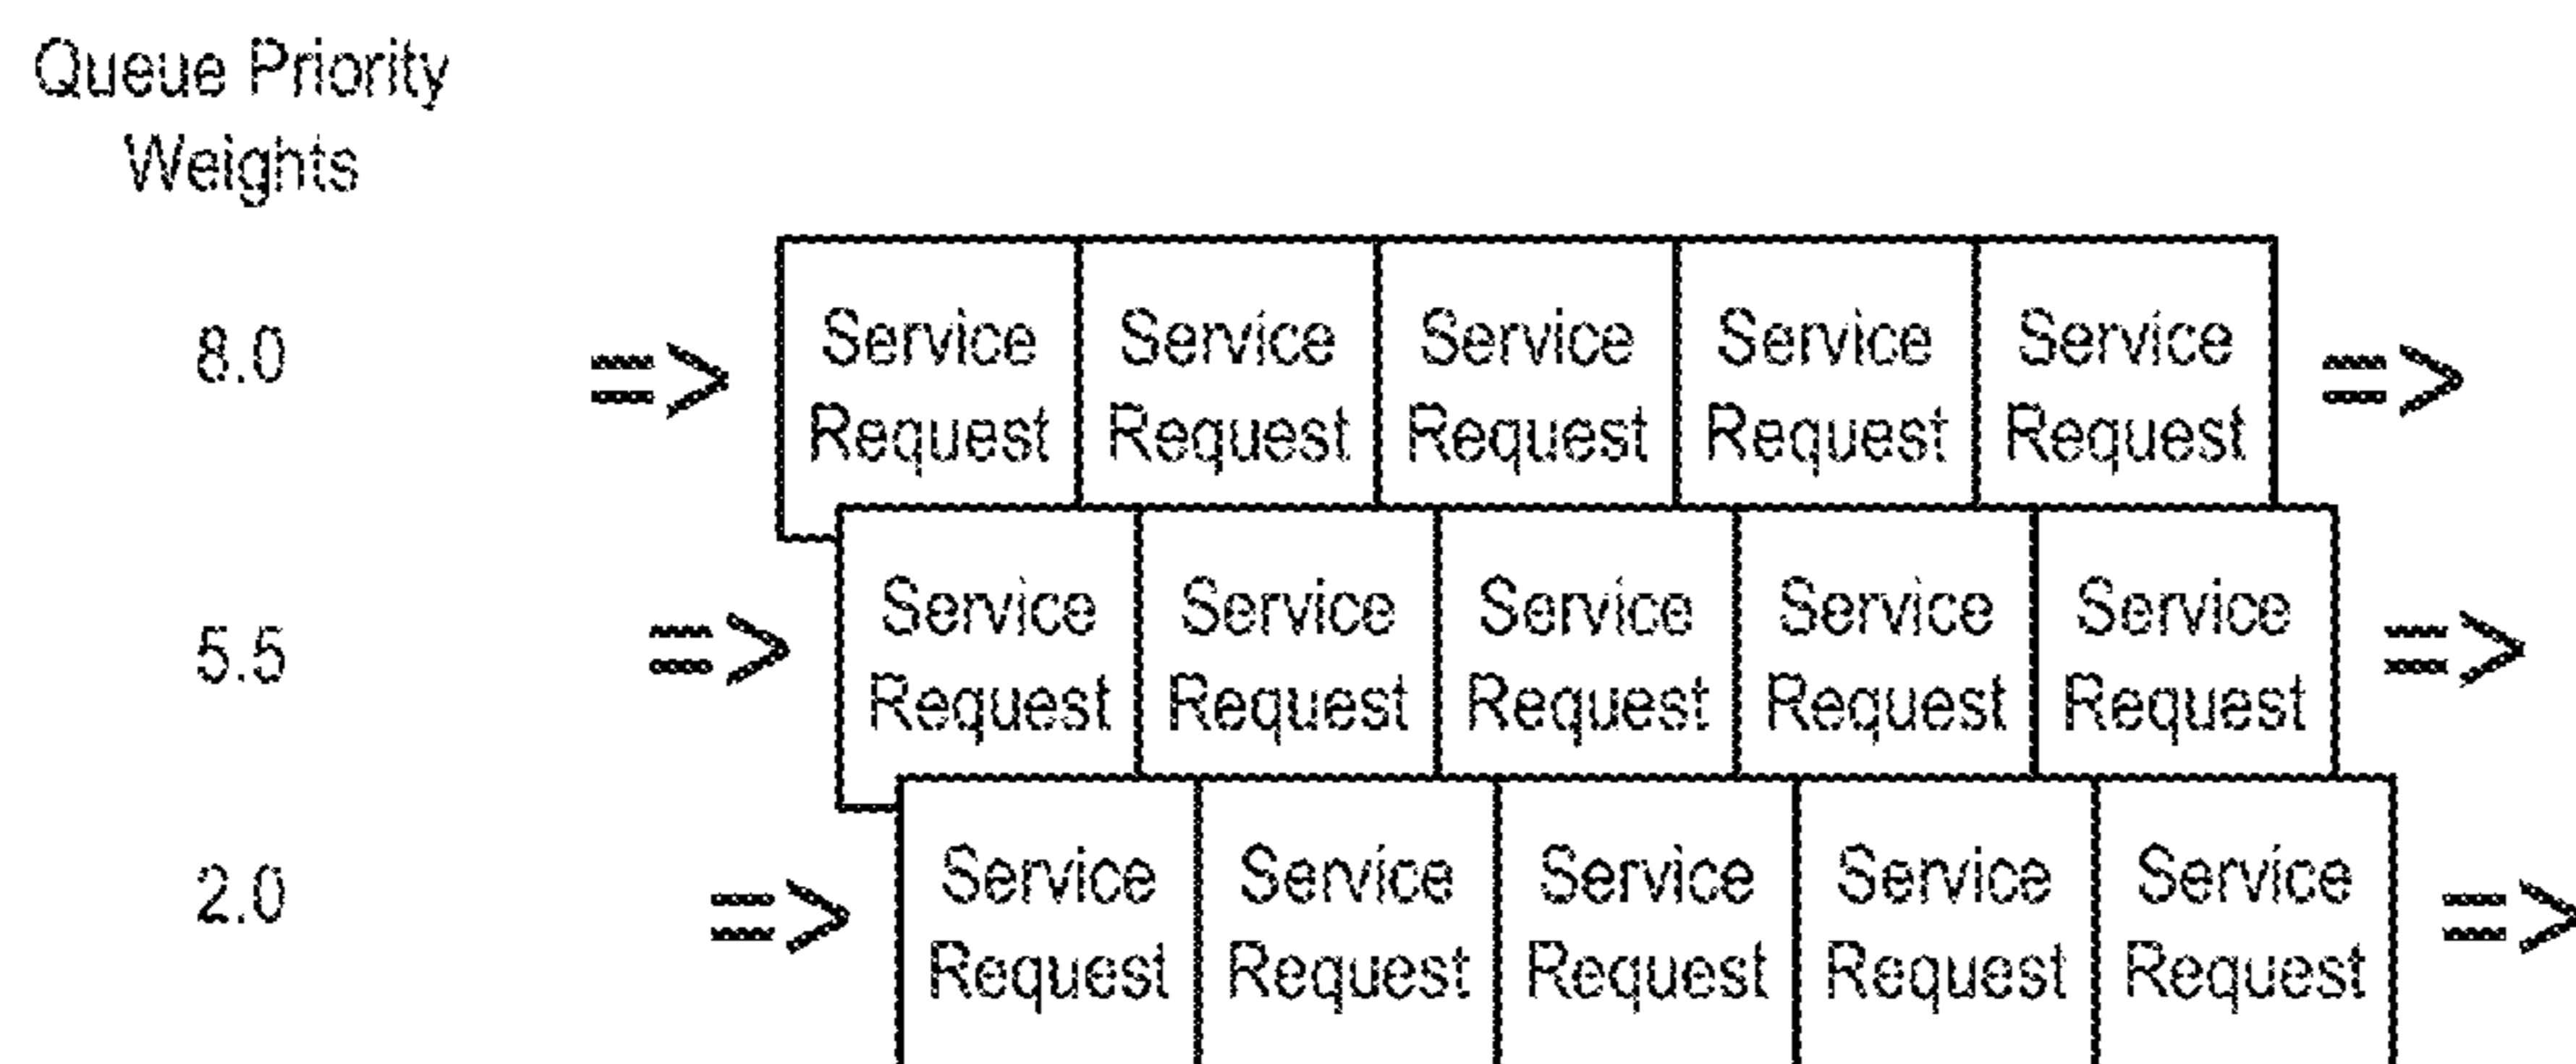 Queue Priority
Weights
8.0 => Service Service Service Service Service =>
Request Request Request Request Request
5.5 => Service Service Service Service Service =>
Request Request Request Request Request
2.0 => Service Service Service Service Service =>
Request Request Request Request Request